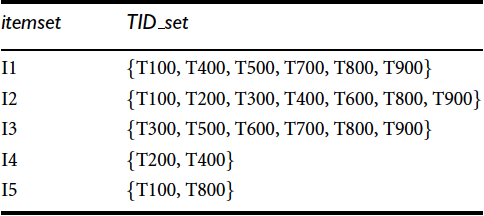 itemset TID_set
I1 {T100, T400, T500, T700, T800, T900}
I2 {T100, T200, T300, T400, T600, T800, T900}
I3 {T300, T500, T600, T700, T800, T900}
I4 {T200, T400}
I5 {T100, T800}